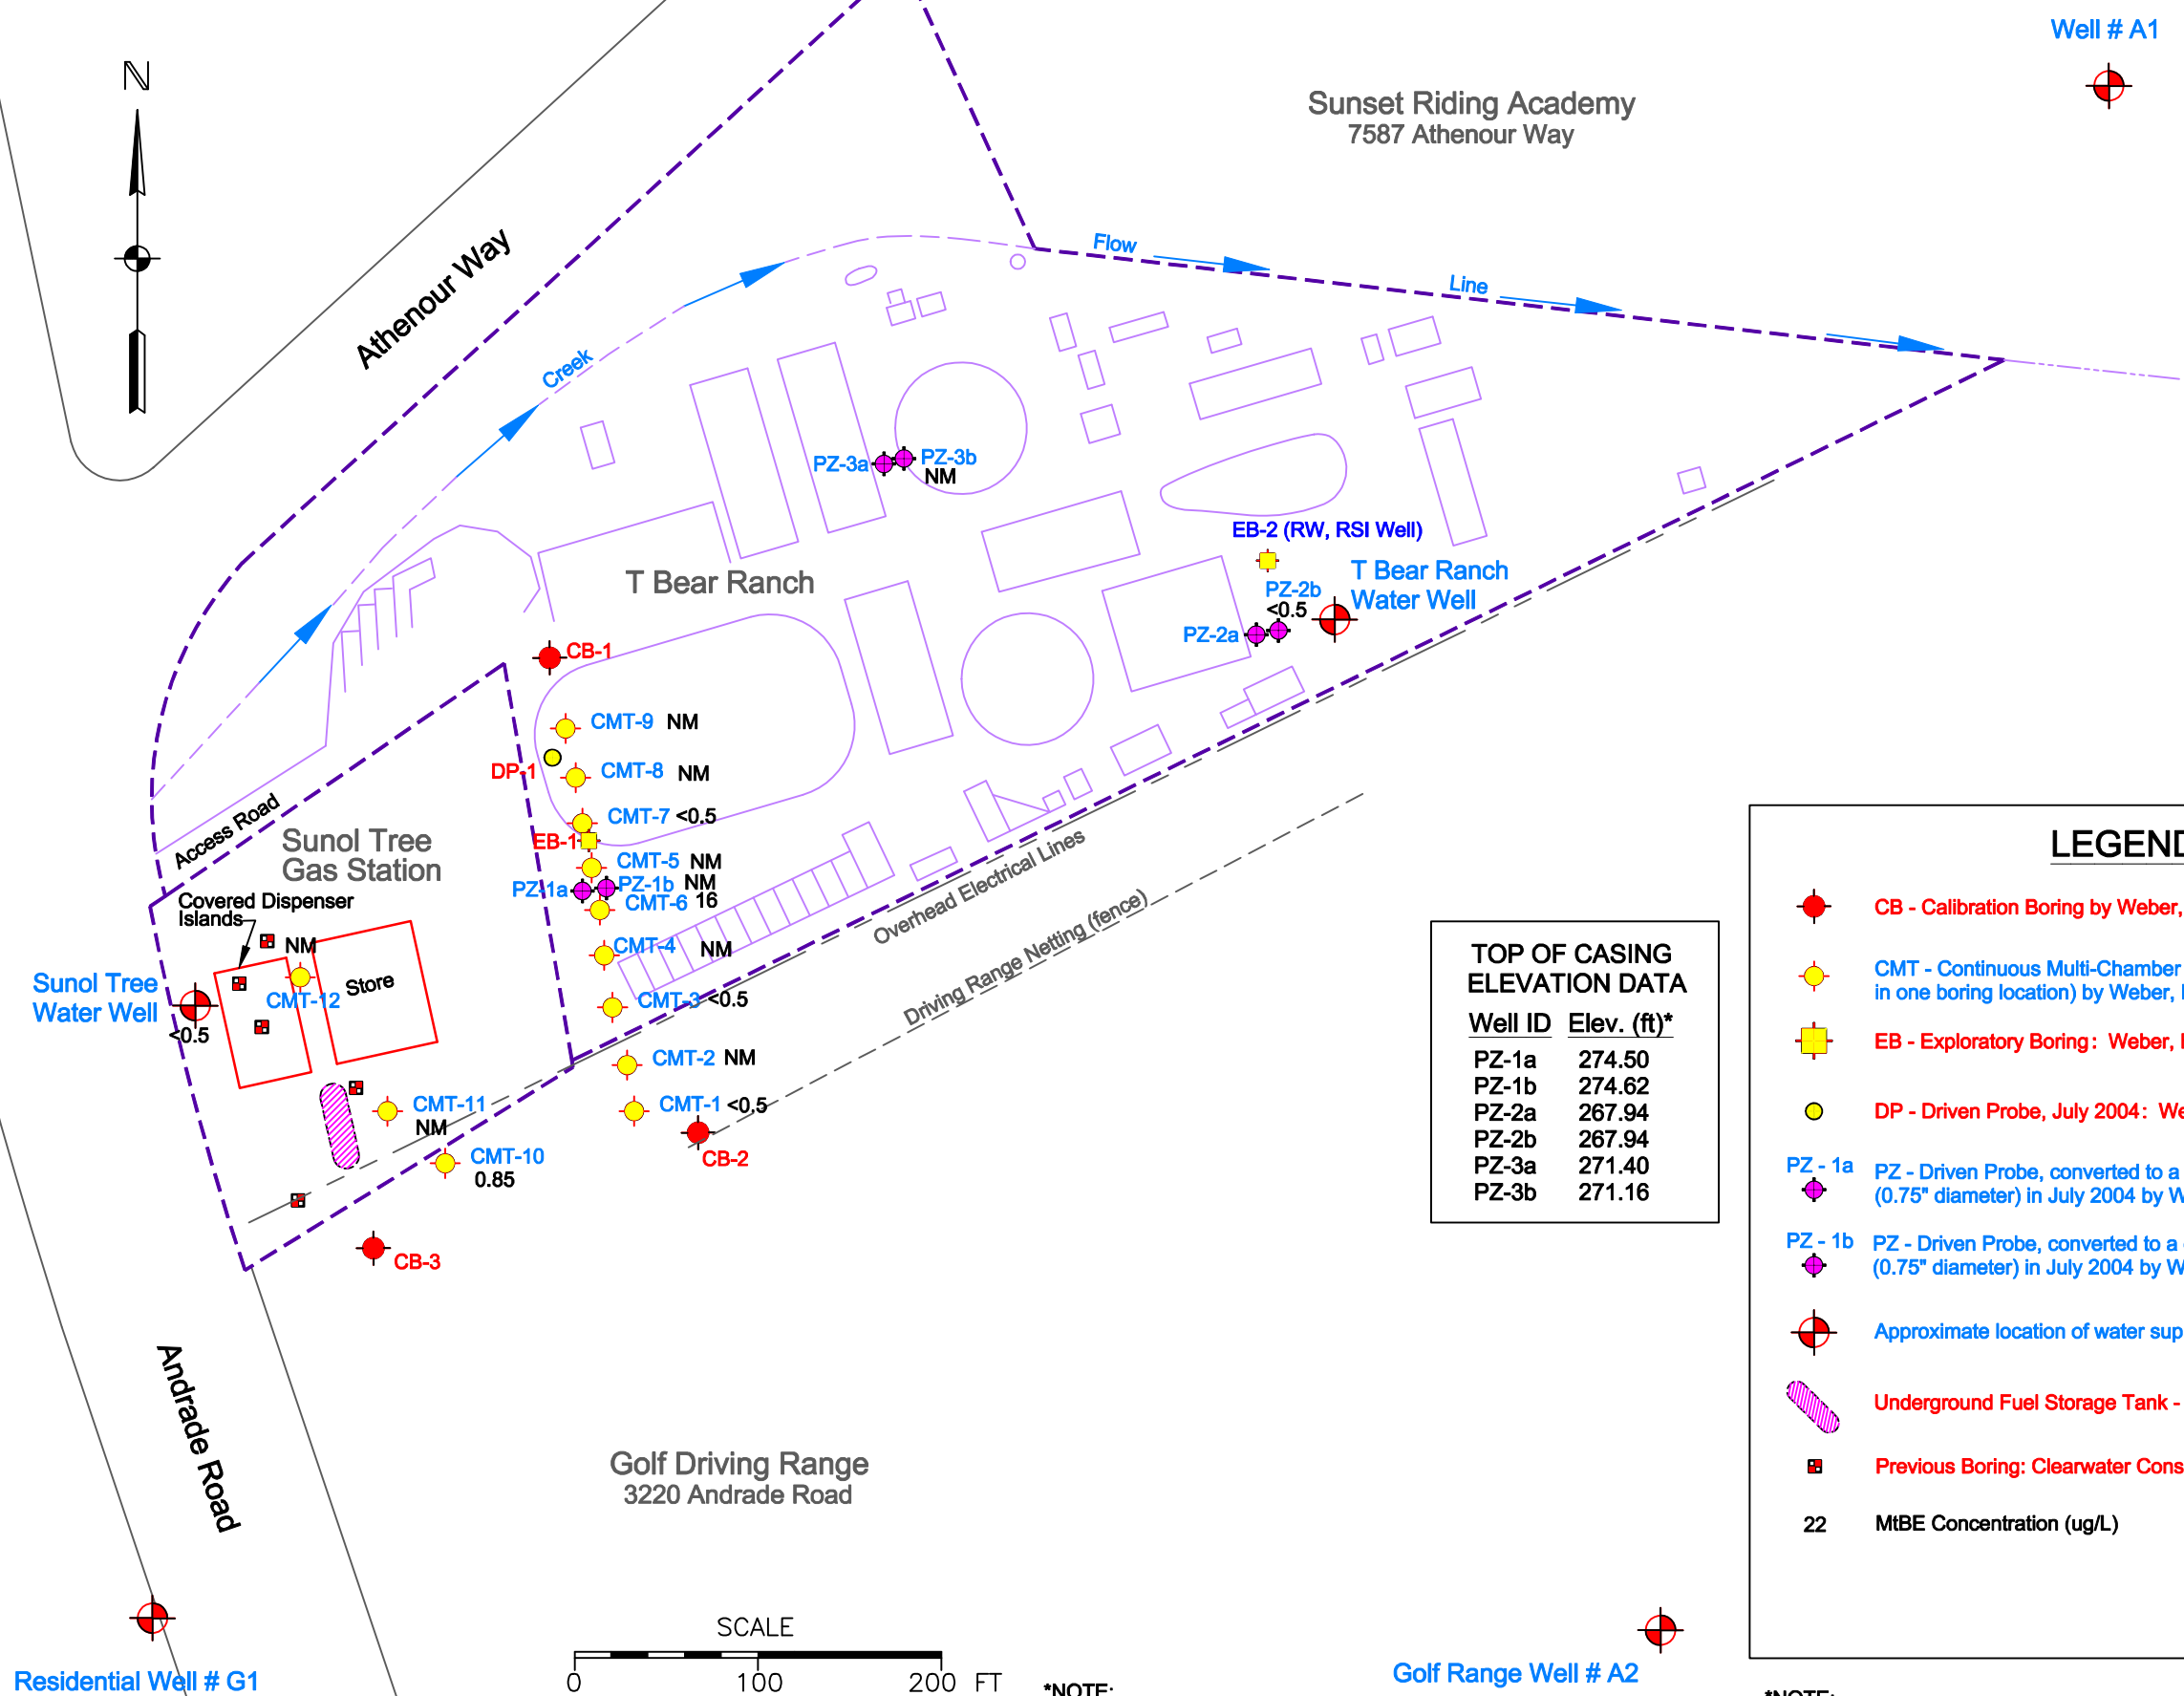 Well # A1
N
Sunset Riding Academy
7587 Athenour Way
Athenour Way
Flow
Line
Creek
PZ-3a
PZ-3b
NM
EB-2 (RW, RSI Well)
T Bear Ranch
T Bear Ranch
Water Well
PZ-2b
<0.5
PZ-2a
CB-1
CMT-9 NM
DP-1
CMT-8 NM
CMT-7 <0.5
EB-1
CMT-5 NM
PZ-1a
PZ-1b NM
CMT-6 16
CMT-4 NM
CMT-3 <0.5
CMT-2 NM
CMT-1 <0.5
CB-2
Access Road
Sunol Tree
Gas Station
Covered Dispenser
Islands
NM
Store
CMT-12
Sunol Tree
Water Well
<0.5
CMT-11
NM
CMT-10
0.85
CB-3
Overhead Electrical Lines
Driving Range Netting (fence)
TOP OF CASING
ELEVATION DATA
Well ID Elev. (ft)*
PZ-1a 274.50
PZ-1b 274.62
PZ-2a 267.94
PZ-2b 267.94
PZ-3a 271.40
PZ-3b 271.16
LEGEND
CB - Calibration Boring by Weber,
CMT - Continuous Multi-Chamber
in one boring location) by Weber,
EB - Exploratory Boring: Weber,
DP - Driven Probe, July 2004:
PZ - 1a
PZ - Driven Probe, converted to a
(0.75" diameter) in July 2004 by
PZ - 1b
PZ - Driven Probe, converted to a
(0.75" diameter) in July 2004 by
Approximate location of water sup
Underground Fuel Storage Tank -
Previous Boring: Clearwater Cons
22 MtBE Concentration (ug/L)
Andrade Road
Golf Driving Range
3220 Andrade Road
Residential Well # G1
SCALE
0 100 200 FT
Golf Range Well # A2
*NOTE:
*NOTE: